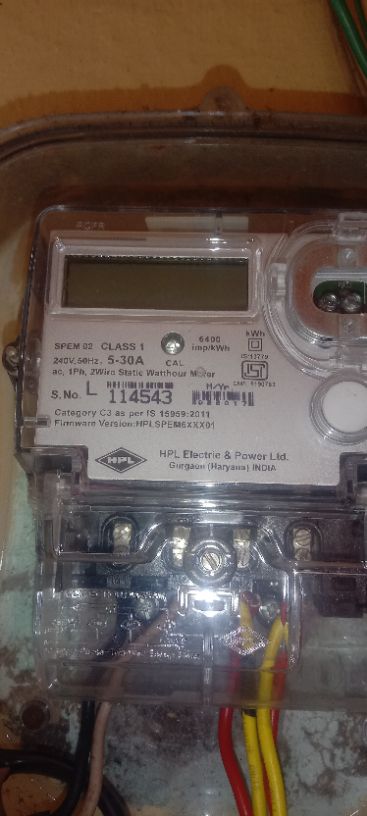 SPEM 02 CLASS 1
240V,50Hz, 5-30A
CAL
6400
imp/kWh
kWh
IS:13779
ac, 1Ph, 2Wire Static Watthour Meter
M/Yr
S.No. L 114543
Category C3 as per IS 15959:2011
Firmware Version:HPLSPEM6XXX01
HPL
HPL Electric & Power Ltd.
Gurgaon (Haryana) INDIA